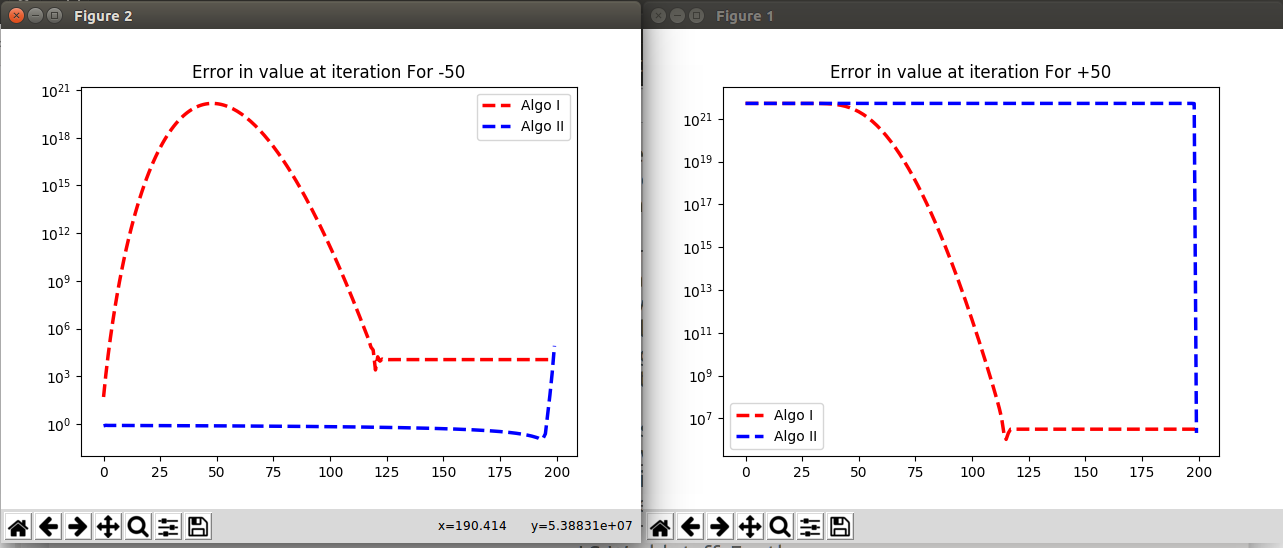 Figure 2
Error in value at iteration For -50
Algo I
Algo II
10^21
10^18
10^15
10^12
10^9
10^6
10^3
10^0
0 25 50 75 100 125 150 175 200
x=190.414 y=5.38831e+07
Figure 1
Error in value at iteration For +50
10^21
10^19
10^17
10^15
10^13
10^11
10^9
10^7
Algo I
Algo II
0 25 50 75 100 125 150 175 200